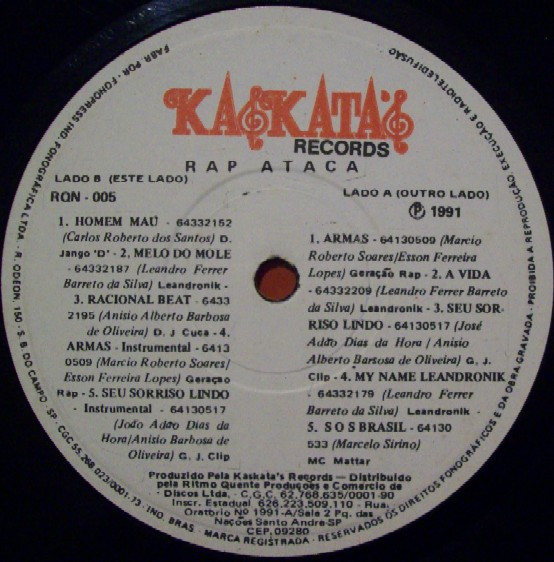 KASKATA'S
RECORDS
RAP ATACA
LADO B (ESTE LADO)
RQN - 005
1. HOMEM MAU - 64332152
(Carlos Roberto dos Santos) D.
Jango 'D' - 2. MELO DO MOLE
- 64332187 (Leandro Ferrer
Barreto da Silva) Leandronik -
3. RACIONAL BEAT - 6433
2195 (Anisio Alberto Barbosa
de Oliveira) D. J. Cuca - 4.
ARMAS - Instrumental - 6413
0509 (Marcio Roberto Soares/
Esson Ferreira Lopes) Geração
Rap - 5. SEU SORRISO LINDO
- Instrumental - 64130517
(João Adão Dias da
Hora/Anisio Barbosa de
Oliveira) G. J. Clip
LADO A (OUTRO LADO)
Ⓟ 1991
1. ARMAS - 64130509 (Marcio
Roberto Soares/Esson Ferreira
Lopes) Geração Rap - 2. A VIDA
- 64332209 (Leandro Ferrer Barreto
da Silva) Leandronik - 3. SEU SOR-
RISO LINDO - 64130517 (José
Adão Dias da Hora / Anisio
Alberto Barbosa de Oliveira) G. J.
Clip - 4. MY NAME LEANDRONIK
- 64332179 (Leandro Ferrer
Barreto da Silva) Leandronik -
5. S O S BRASIL - 64130
533 (Marcelo Sirino)
MC Mattar
Produzido Pela Kaskata's Records — Distribuido
pela Ritmo Quente Produções e Comercio de
Discos Ltda. - C.G.C. 62.768.635/0001-90
Inscr. Estadual 626.223.509.110 - Rua:
Oratorio Nº 1991-A/Sala 2 Pq. das
Nações Santo André-SP
CEP. 09280
FABR. POR - FONOPRESS IND. FONOGRÁFICA LTDA. - R. ODEON, 150 - S. B. DO CAMPO, SP - CGC 55.268.023/0001-73 - IND. BRAS. - MARCA REGISTRADA - RESERVADOS OS DIREITOS FONOGRÁFICOS E DA OBRA GRAVADA - PROIBIDA A REPRODUÇÃO, EXECUÇÃO E RADIOTELEDIFUSÃO